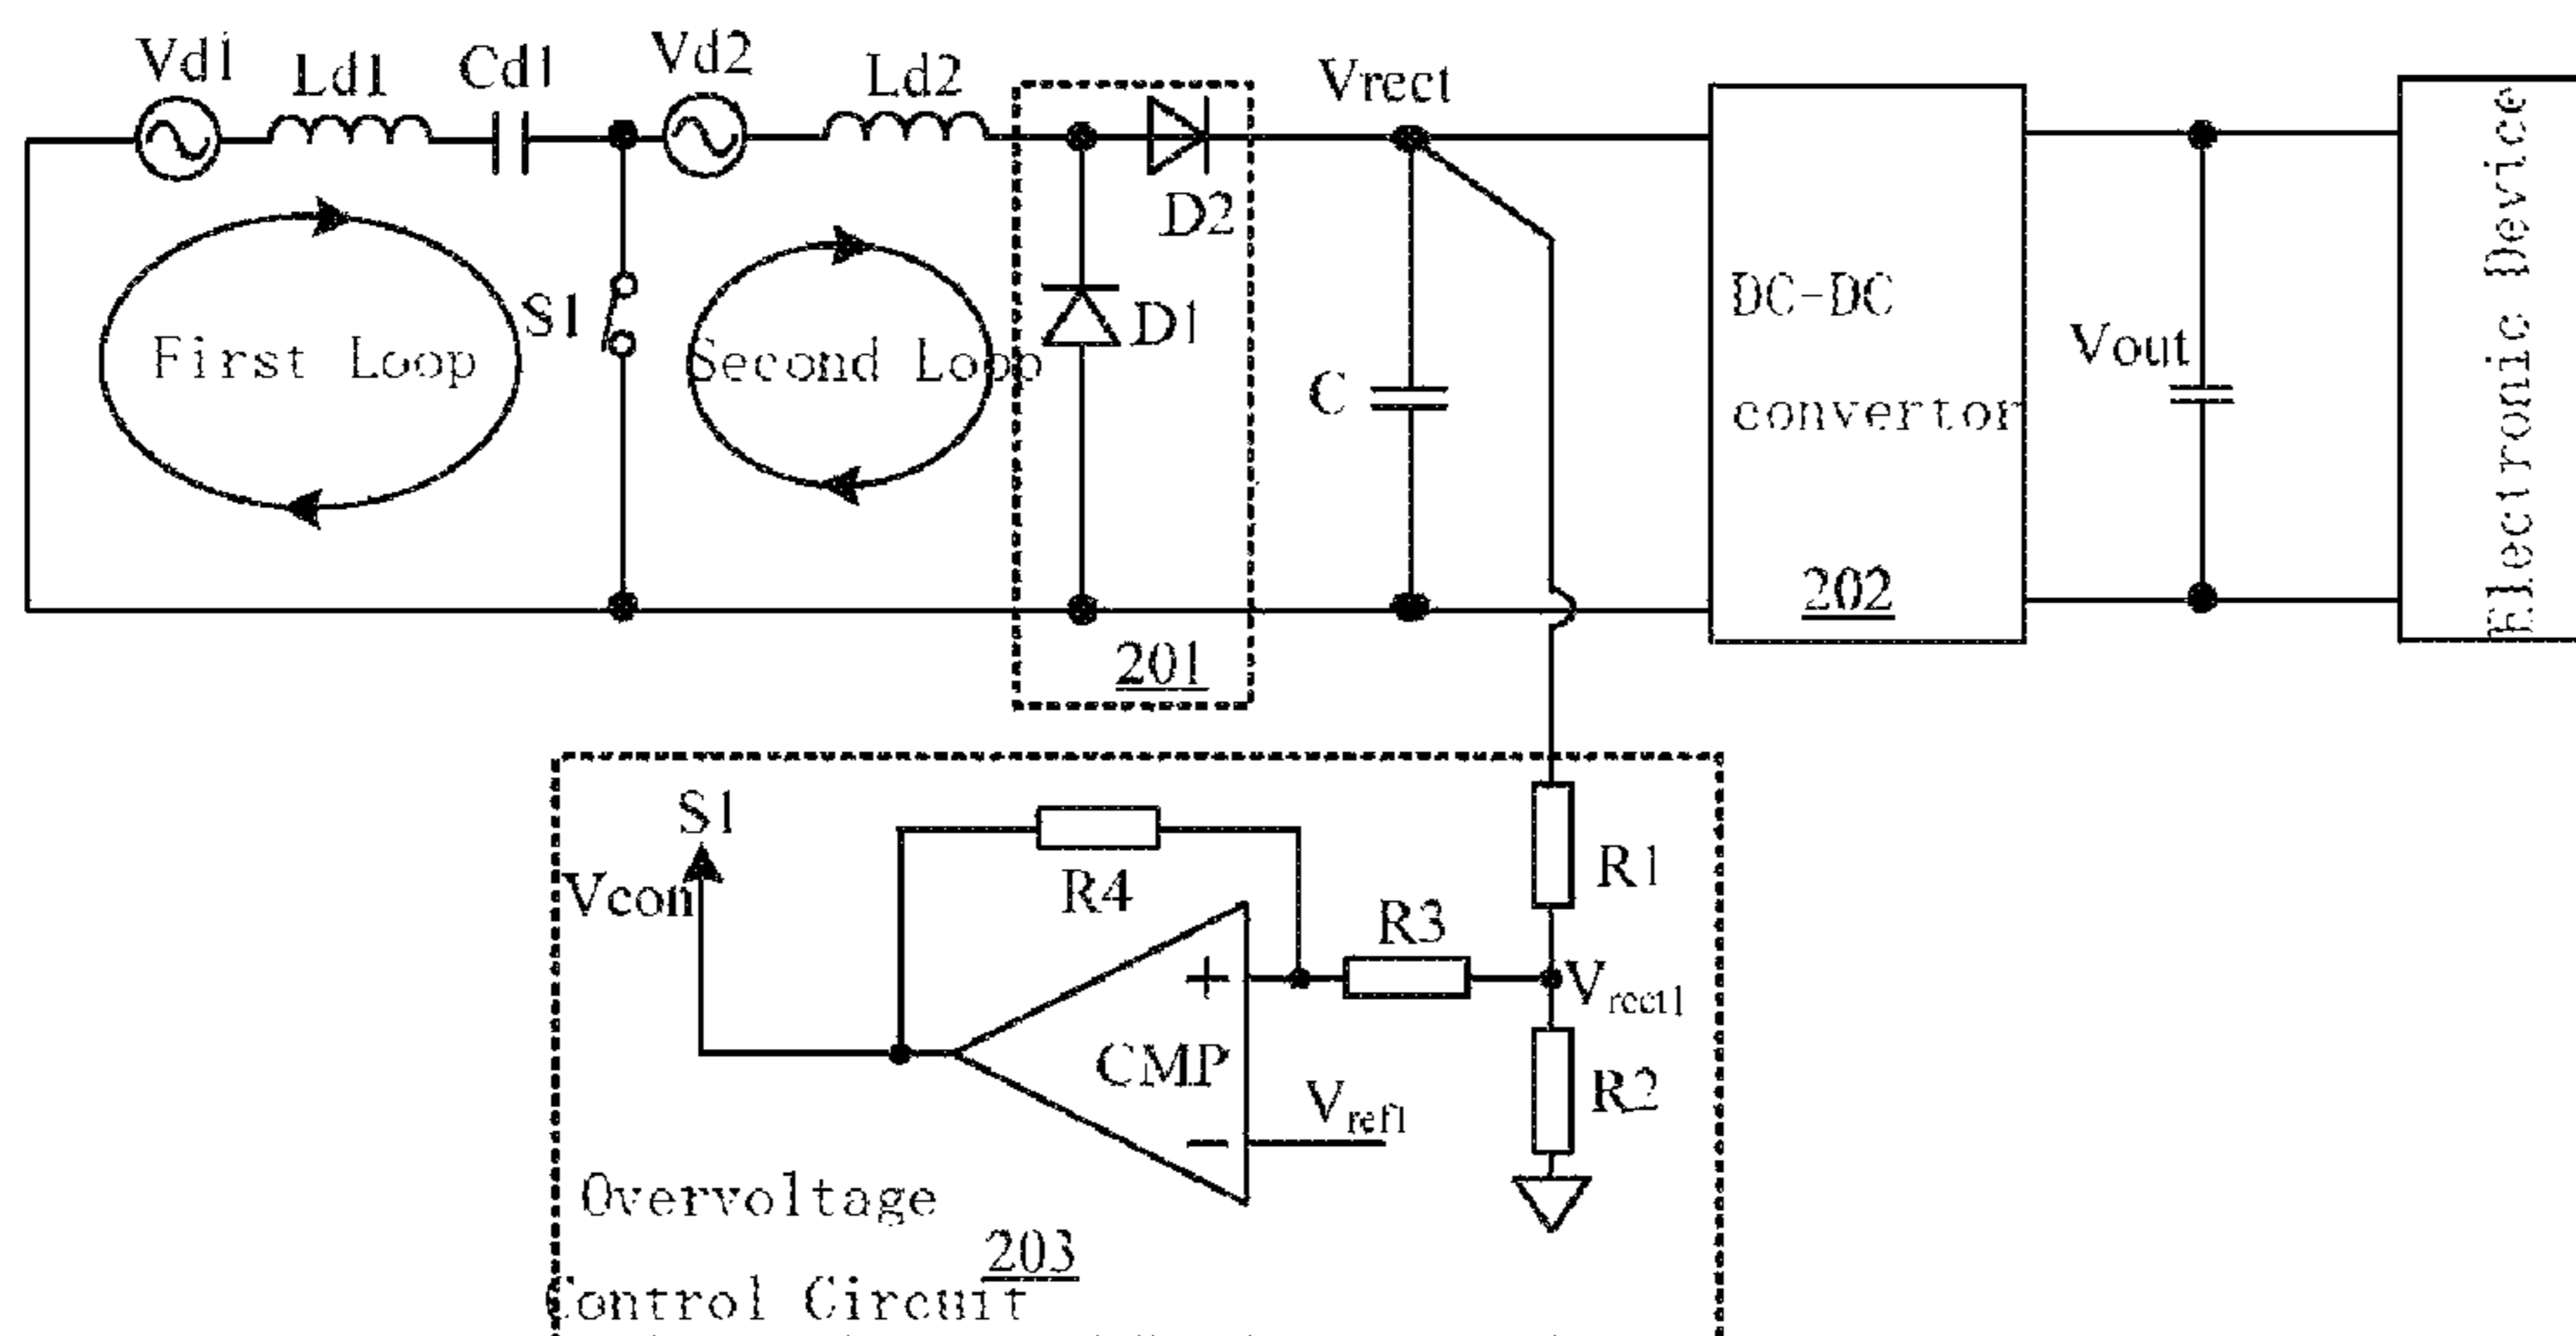 Vd1
Ld1
Cd1
Vd2
Ld2
Vrect
D2
First Loop
S1
Second Loop
D1
C
DC-DC
convertor
202
Vout
Electronic Device
201
S1
Vcon
R4
R1
R3
Vrect1
+
CMP
R2
Vref1
−
Overvoltage
203
Control Circuit